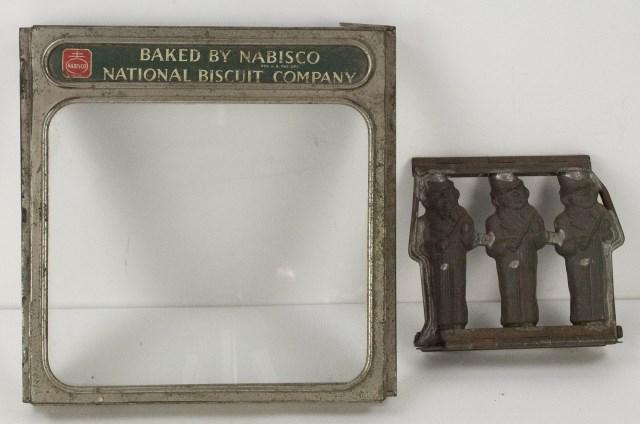 BAKED BY NABISCO
NABISCO
NATIONAL BISCUIT COMPANY